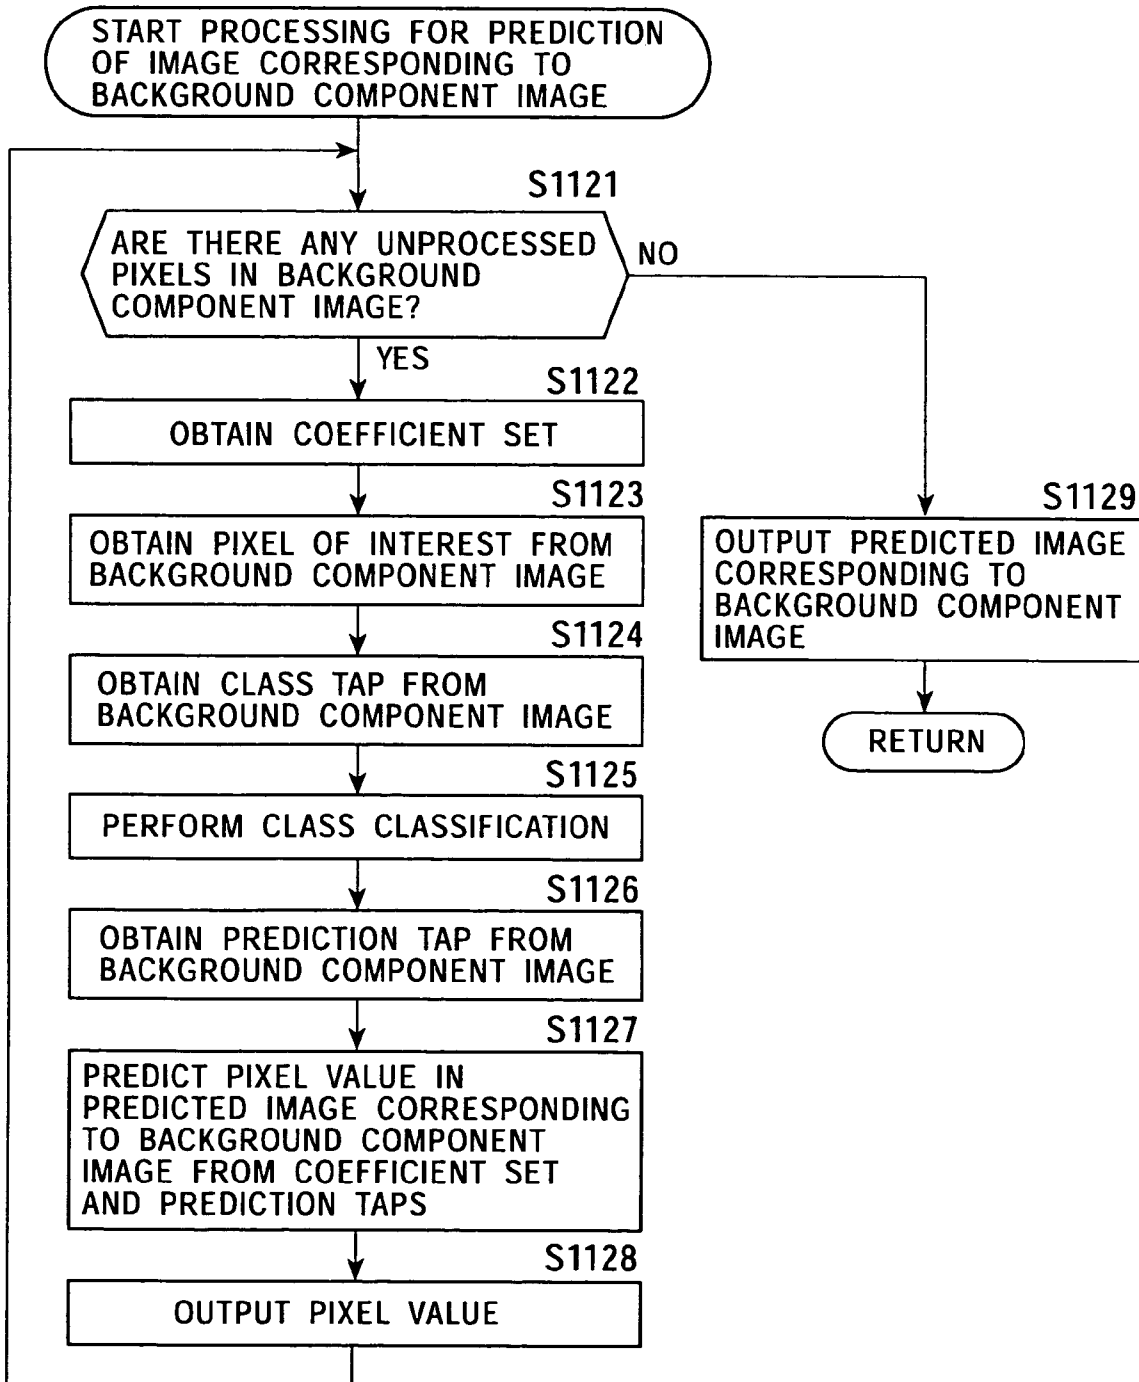 START PROCESSING FOR PREDICTION
OF IMAGE CORRESPONDING TO
BACKGROUND COMPONENT IMAGE
S1121
ARE THERE ANY UNPROCESSED
PIXELS IN BACKGROUND
COMPONENT IMAGE?
NO
YES
S1122
OBTAIN COEFFICIENT SET
S1123
OBTAIN PIXEL OF INTEREST FROM
BACKGROUND COMPONENT IMAGE
S1124
OBTAIN CLASS TAP FROM
BACKGROUND COMPONENT IMAGE
S1125
PERFORM CLASS CLASSIFICATION
S1126
OBTAIN PREDICTION TAP FROM
BACKGROUND COMPONENT IMAGE
S1127
PREDICT PIXEL VALUE IN
PREDICTED IMAGE CORRESPONDING
TO BACKGROUND COMPONENT
IMAGE FROM COEFFICIENT SET
AND PREDICTION TAPS
S1128
OUTPUT PIXEL VALUE
S1129
OUTPUT PREDICTED IMAGE
CORRESPONDING TO
BACKGROUND COMPONENT
IMAGE
RETURN